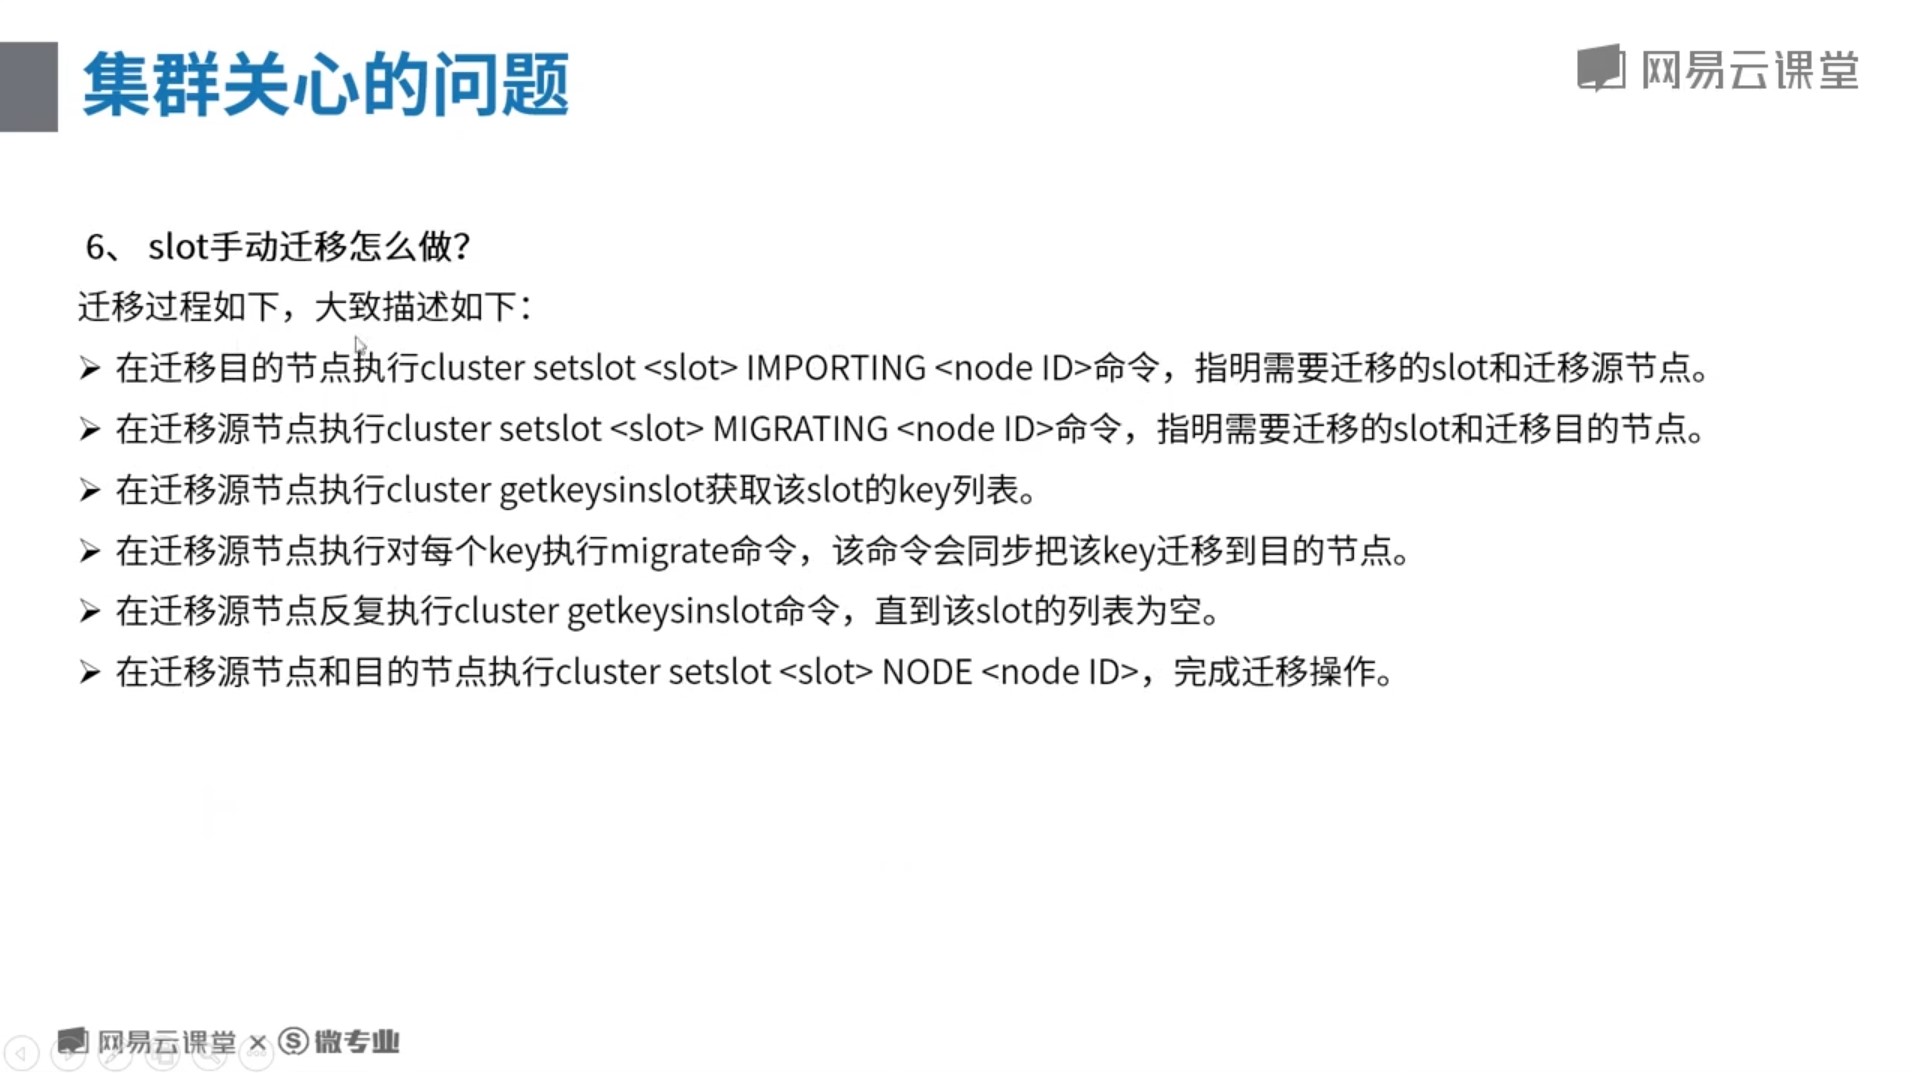 集群关心的问题
网易云课堂
6、 slot手动迁移怎么做？
迁移过程如下，大致描述如下：
➢ 在迁移目的节点执行cluster setslot <slot> IMPORTING <node ID>命令，指明需要迁移的slot和迁移源节点。
➢ 在迁移源节点执行cluster setslot <slot> MIGRATING <node ID>命令，指明需要迁移的slot和迁移目的节点。
➢ 在迁移源节点执行cluster getkeysinslot获取该slot的key列表。
➢ 在迁移源节点执行对每个key执行migrate命令，该命令会同步把该key迁移到目的节点。
➢ 在迁移源节点反复执行cluster getkeysinslot命令，直到该slot的列表为空。
➢ 在迁移源节点和目的节点执行cluster setslot <slot> NODE <node ID>，完成迁移操作。
网易云课堂 × 微专业